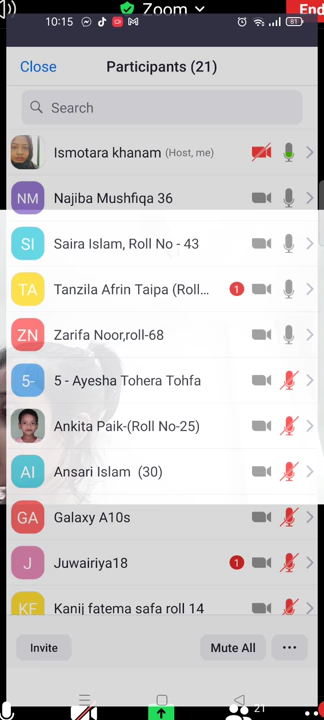 Zoom
End
10:15
81
Close
Participants (21)
Search
Ismotara khanam (Host, me)
NM
Najiba Mushfiqa 36
SI
Saira Islam, Roll No - 43
TA
Tanzila Afrin Taipa (Roll...
1
ZN
Zarifa Noor,roll-68
5-
5 - Ayesha Tohera Tohfa
Ankita Paik-(Roll No-25)
AI
Ansari Islam (30)
GA
Galaxy A10s
J
Juwairiya18
1
KF
Kanij fatema safa roll 14
Invite
Mute All
...
21